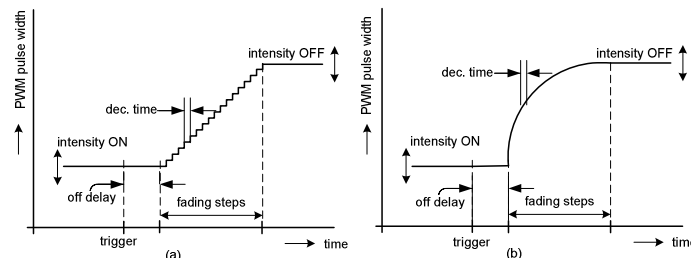 PWM pulse width
intensity OFF
dec. time
intensity ON
off delay
fading steps
trigger
time
(a)
PWM pulse width
intensity OFF
dec. time
intensity ON
off delay
fading steps
trigger
(b)